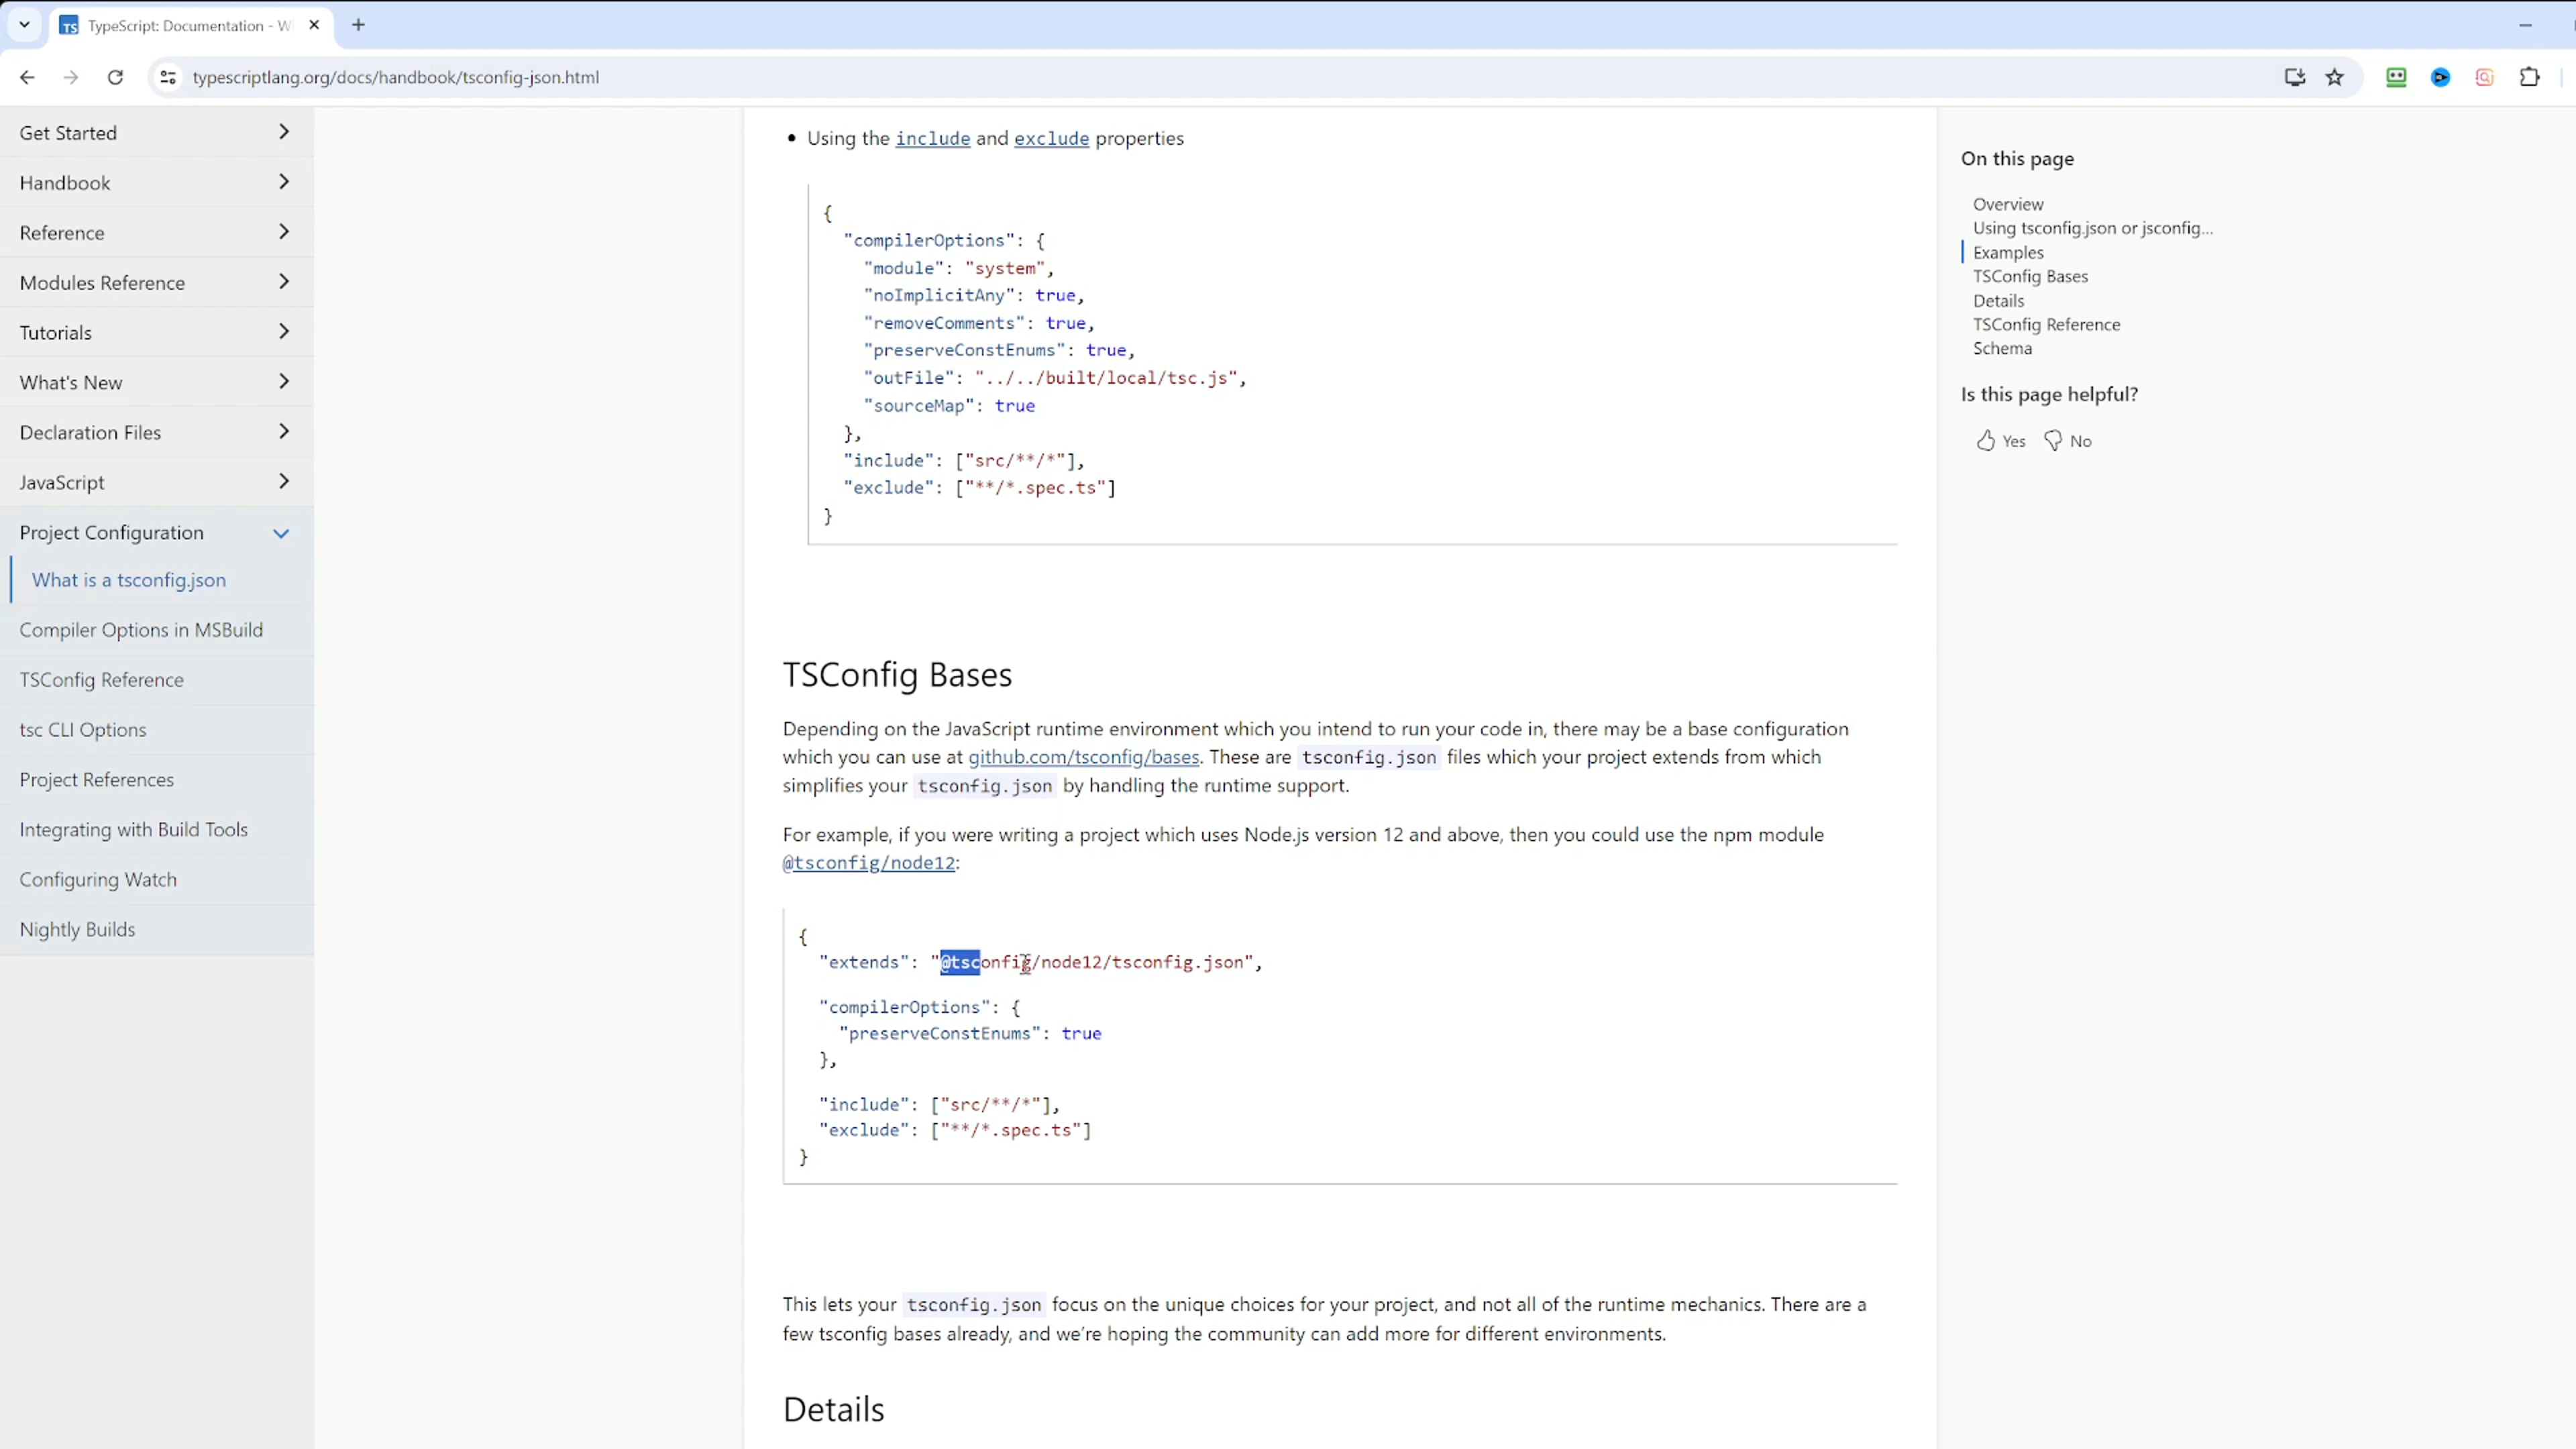 TypeScript: Documentation - W
typescriptlang.org/docs/handbook/tsconfig-json.html
Get Started
Handbook
Reference
Modules Reference
Tutorials
What's New
Declaration Files
JavaScript
Project Configuration
What is a tsconfig.json
Compiler Options in MSBuild
TSConfig Reference
tsc CLI Options
Project References
Integrating with Build Tools
Configuring Watch
Nightly Builds
• Using the include and exclude properties
{
"compilerOptions": {
"module": "system",
"noImplicitAny": true,
"removeComments": true,
"preserveConstEnums": true,
"outFile": "../../built/local/tsc.js",
"sourceMap": true
},
"include": ["src/**/*"],
"exclude": ["**/*.spec.ts"]
}
TSConfig Bases
Depending on the JavaScript runtime environment which you intend to run your code in, there may be a base configuration
which you can use at github.com/tsconfig/bases. These are tsconfig.json files which your project extends from which
simplifies your tsconfig.json by handling the runtime support.
For example, if you were writing a project which uses Node.js version 12 and above, then you could use the npm module
@tsconfig/node12:
{
"extends": "@tsconfig/node12/tsconfig.json",
"compilerOptions": {
"preserveConstEnums": true
},
"include": ["src/**/*"],
"exclude": ["**/*.spec.ts"]
}
This lets your tsconfig.json focus on the unique choices for your project, and not all of the runtime mechanics. There are a
few tsconfig bases already, and we're hoping the community can add more for different environments.
Details
On this page
Overview
Using tsconfig.json or jsconfig...
Examples
TSConfig Bases
Details
TSConfig Reference
Schema
Is this page helpful?
Yes No